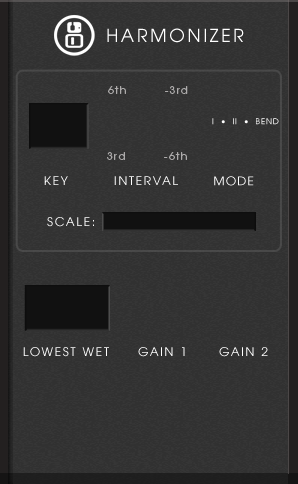 HARMONIZER
6th -3rd
I • II • BEND
3rd -6th
KEY INTERVAL MODE
SCALE:
LOWEST WET GAIN 1 GAIN 2